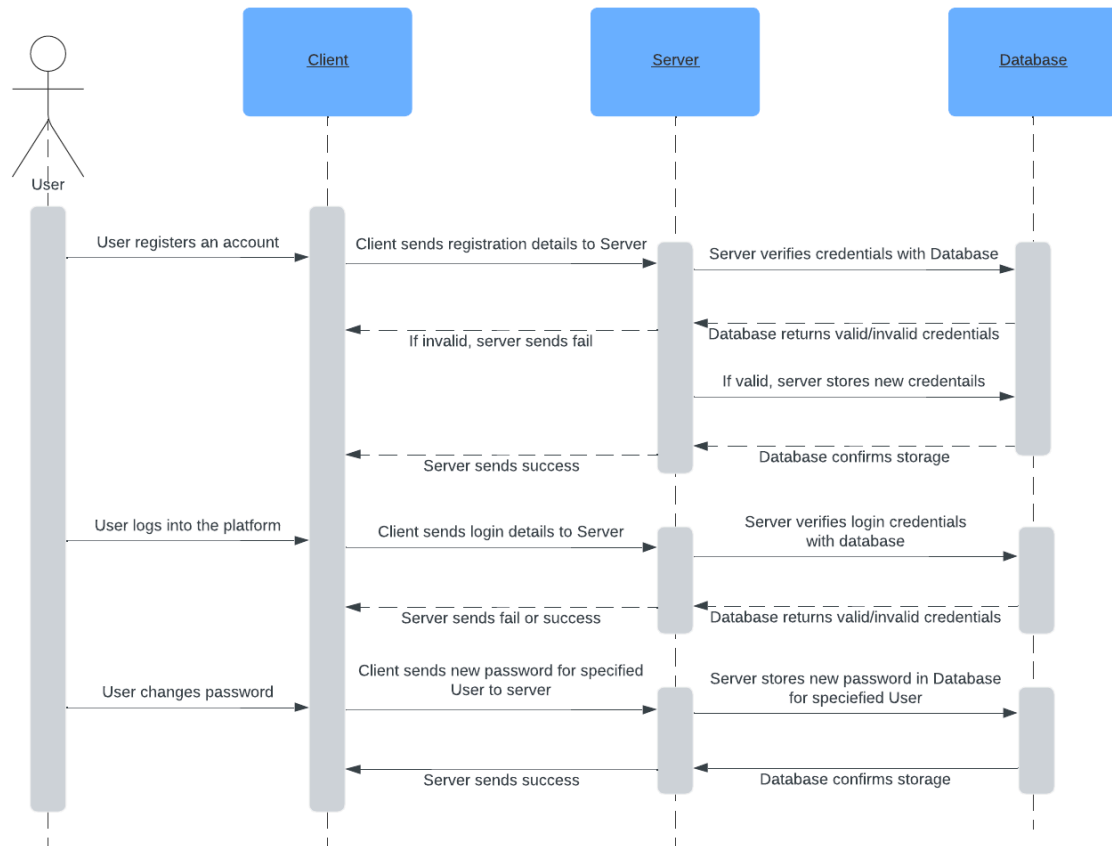 Client
Server
Database
User
User registers an account
Client sends registration details to Server
Server verifies credentials with Database
If invalid, server sends fail
Database returns valid/invalid credentials
If valid, server stores new credentails
Server sends success
Database confirms storage
User logs into the platform
Client sends login details to Server
Server verifies login credentials
with database
Server sends fail or success
Database returns valid/invalid credentials
User changes password
Client sends new password for specified
User to server
Server stores new password in Database
for speciefied User
Server sends success
Database confirms storage